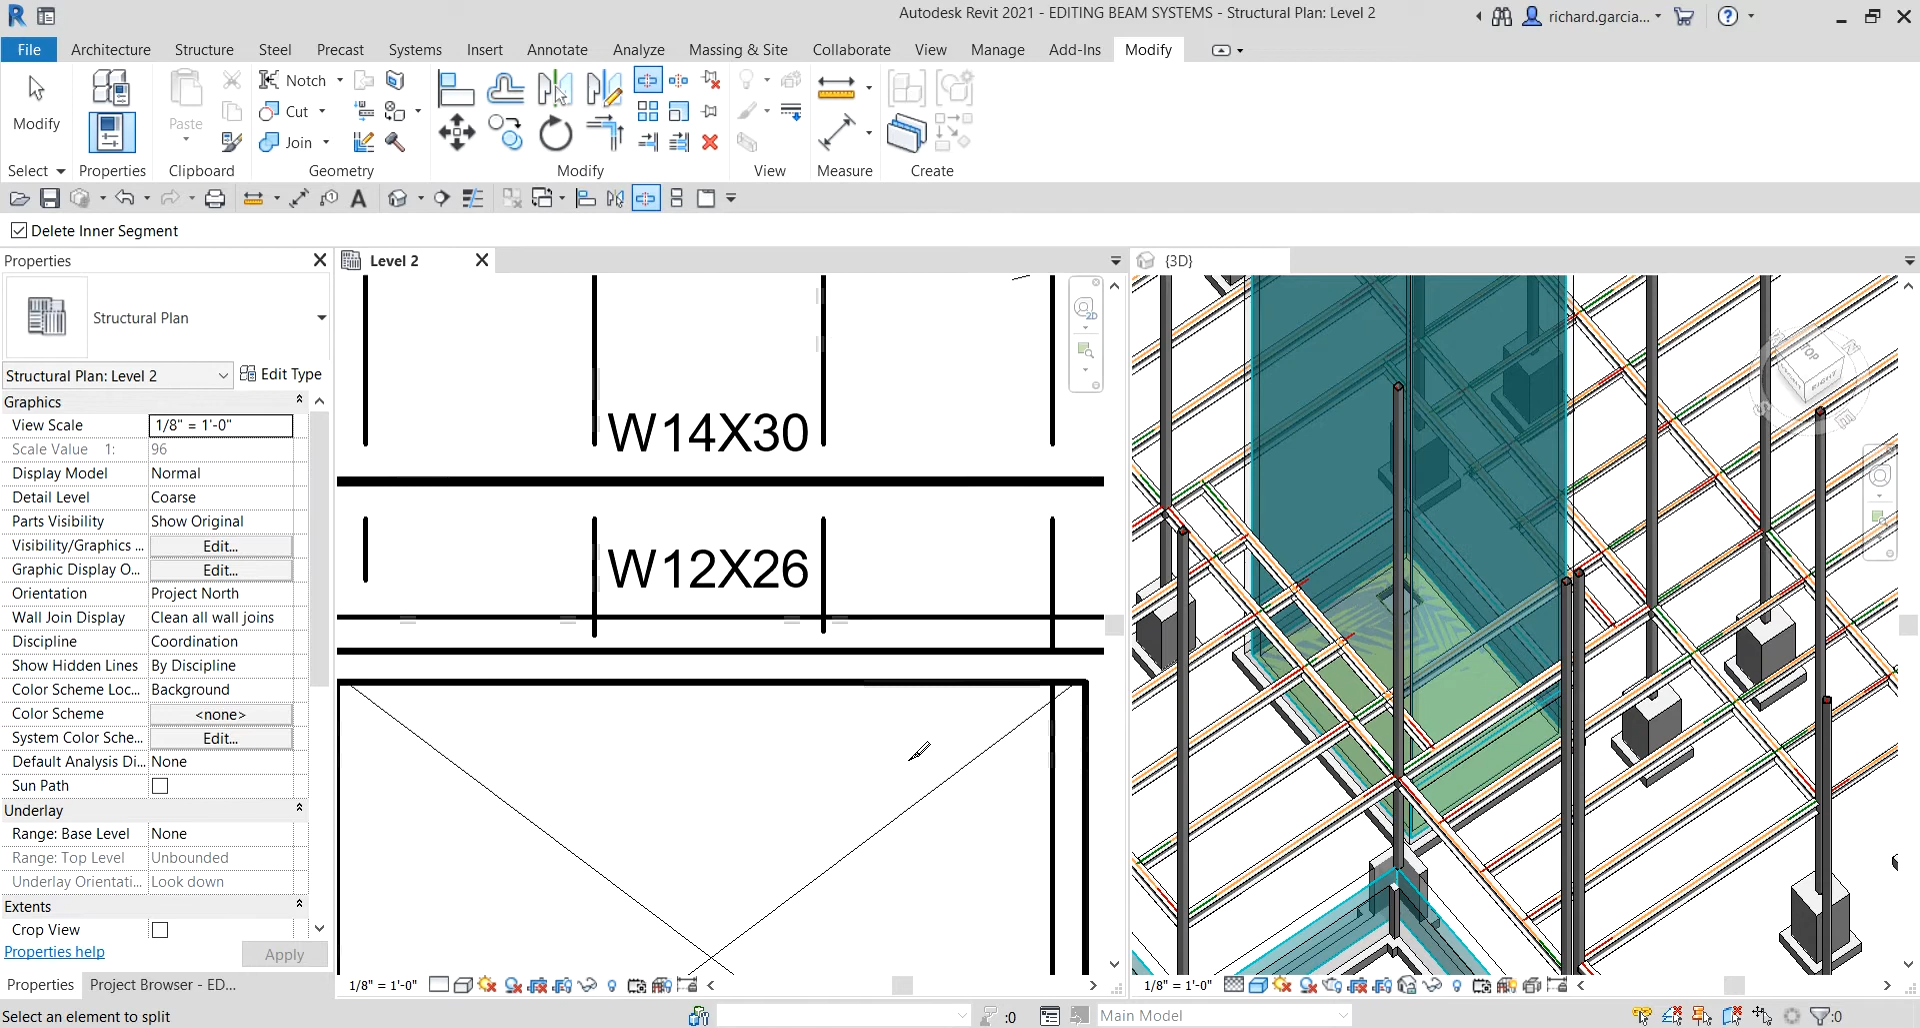 Autodesk Revit 2021 - EDITING BEAM SYSTEMS - Structural Plan: Level 2
richard.garcia...
File Architecture Structure Steel Precast Systems Insert Annotate Analyze Massing & Site Collaborate View Manage Add-Ins Modify
Modify
Paste
Notch
Cut
Join
Select Properties Clipboard Geometry Modify View Measure Create
Delete Inner Segment
Properties
Structural Plan
Structural Plan: Level 2
Edit Type
Graphics
View Scale 1/8" = 1'-0"
Scale Value 1: 96
Display Model Normal
Detail Level Coarse
Parts Visibility Show Original
Visibility/Graphics ... Edit...
Graphic Display O... Edit...
Orientation Project North
Wall Join Display Clean all wall joins
Discipline Coordination
Show Hidden Lines By Discipline
Color Scheme Loc... Background
Color Scheme <none>
System Color Sche... Edit...
Default Analysis Di... None
Sun Path
Underlay
Range: Base Level None
Range: Top Level Unbounded
Underlay Orientati... Look down
Extents
Crop View
Properties help
Apply
Properties Project Browser - ED...
Level 2
2D
W14X30
W12X26
1/8" = 1'-0"
{3D}
TOP
FRONT
RIGHT
N
E
S
1/8" = 1'-0"
Select an element to split
:0
Main Model
:0